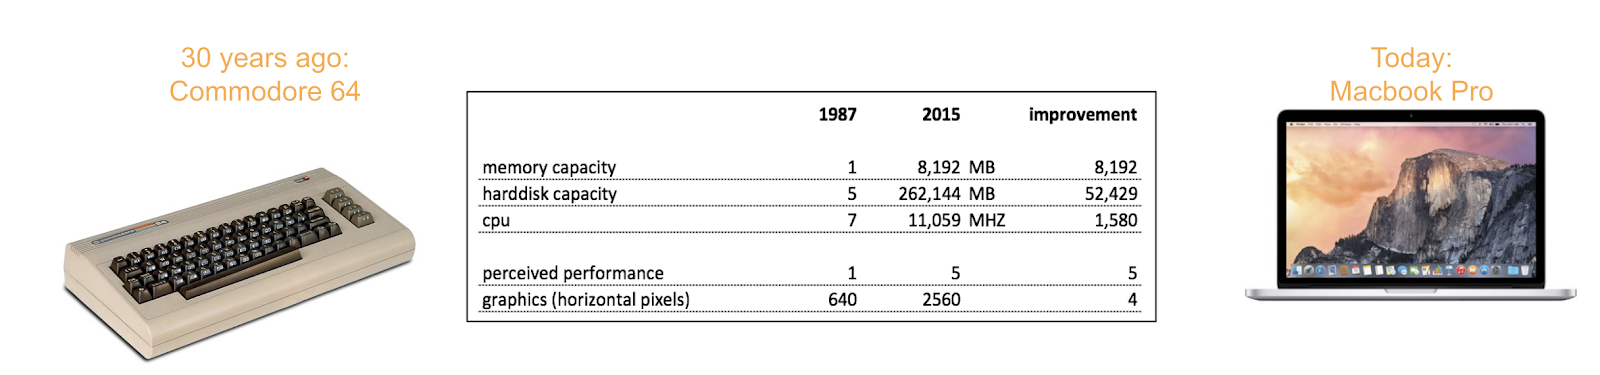 30 years ago:
Commodore 64
Today:
Macbook Pro
1987 2015 improvement
memory capacity 1 8,192 MB 8,192
harddisk capacity 5 262,144 MB 52,429
cpu 7 11,059 MHZ 1,580
perceived performance 1 5 5
graphics (horizontal pixels) 640 2560 4